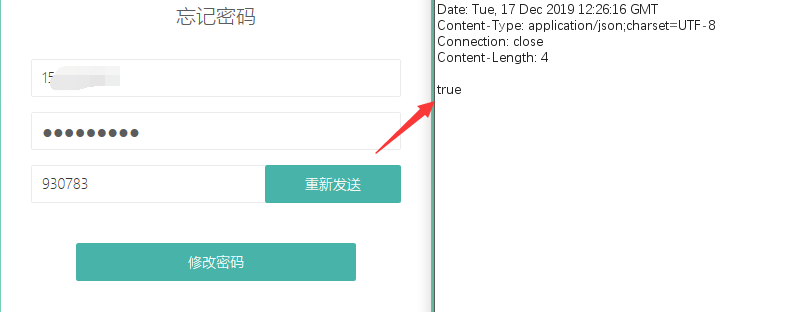 忘记密码
15
●●●●●●●●●
930783
重新发送
修改密码
Date: Tue, 17 Dec 2019 12:26:16 GMT
Content-Type: application/json;charset=UTF-8
Connection: close
Content-Length: 4
true